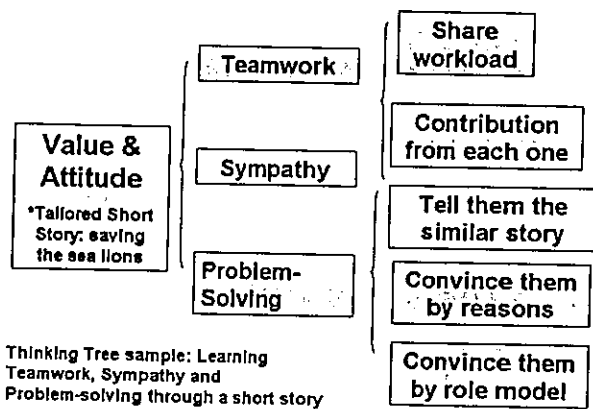 Value &
Attitude
*Tailored Short
Story: saving
the sea lions
Teamwork
Sympathy
Problem-
Solving
Share
workload
Contribution
from each one
Tell them the
similar story
Convince them
by reasons
Convince them
by role model
Thinking Tree sample: Learning
Teamwork, Sympathy and
Problem-solving through a short story